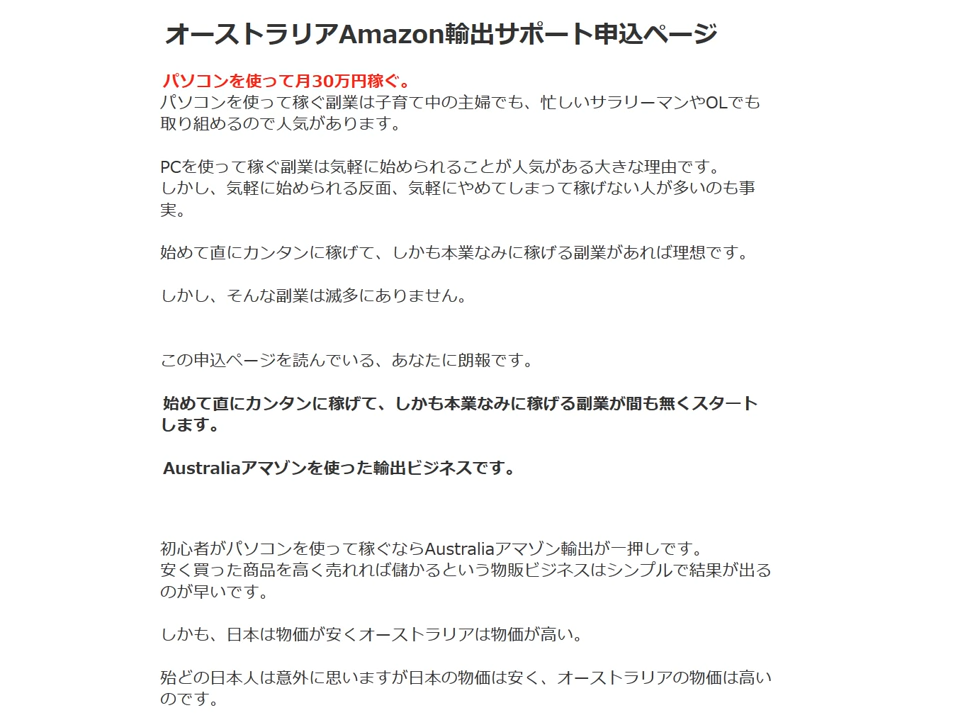 オーストラリアAmazon輸出サポート申込ページ
パソコンを使って月30万円稼ぐ。
パソコンを使って稼ぐ副業は子育て中の主婦でも、忙しいサラリーマンやOLでも
取り組めるので人気があります。
PCを使って稼ぐ副業は気軽に始められることが人気がある大きな理由です。
しかし、気軽に始められる反面、気軽にやめてしまって稼げない人が多いのも事
実。
始めて直にカンタンに稼げて、しかも本業なみに稼げる副業があれば理想です。
しかし、そんな副業は滅多にありません。
この申込ページを読んでいる、あなたに朗報です。
始めて直にカンタンに稼げて、しかも本業なみに稼げる副業が間も無くスタート
します。
Australiaアマゾンを使った輸出ビジネスです。
初心者がパソコンを使って稼ぐならAustraliaアマゾン輸出が一押しです。
安く買った商品を高く売れれば儲かるという物販ビジネスはシンプルで結果が出る
のが早いです。
しかも、日本は物価が安くオーストラリアは物価が高い。
殆どの日本人は意外に思いますが日本の物価は安く、オーストラリアの物価は高い
のです。